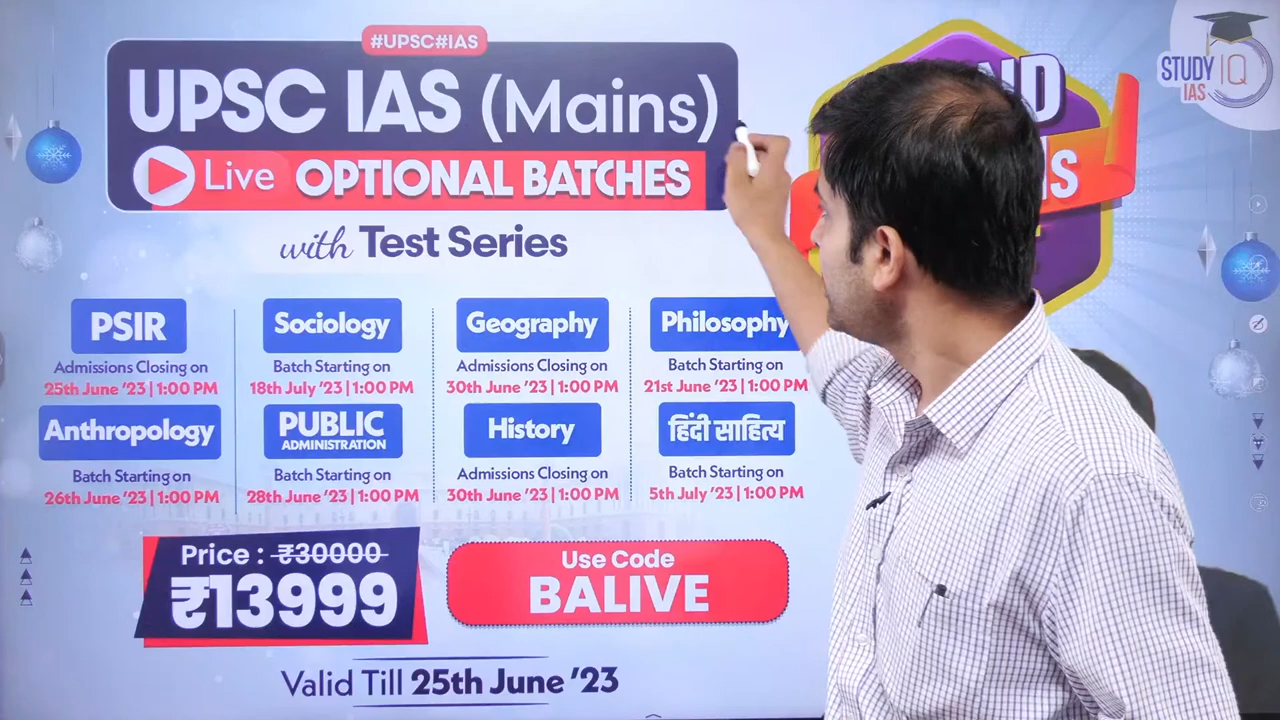 #UPSC#IAS
UPSC IAS (Mains)
Live OPTIONAL BATCHES
with Test Series
STUDY IQ
IAS
PSIR
Admissions Closing on
25th June '23 | 1:00 PM
Sociology
Batch Starting on
18th July '23 | 1:00 PM
Geography
Admissions Closing on
30th June '23 | 1:00 PM
Philosophy
Batch Starting on
21st June '23 | 1:00 PM
Anthropology
Batch Starting on
26th June '23 | 1:00 PM
PUBLIC
ADMINISTRATION
Batch Starting on
28th June '23 | 1:00 PM
History
Admissions Closing on
30th June '23 | 1:00 PM
हिंदी साहित्य
Batch Starting on
5th July '23 | 1:00 PM
Price : ₹30000
₹13999
Use Code
BALIVE
Valid Till 25th June '23